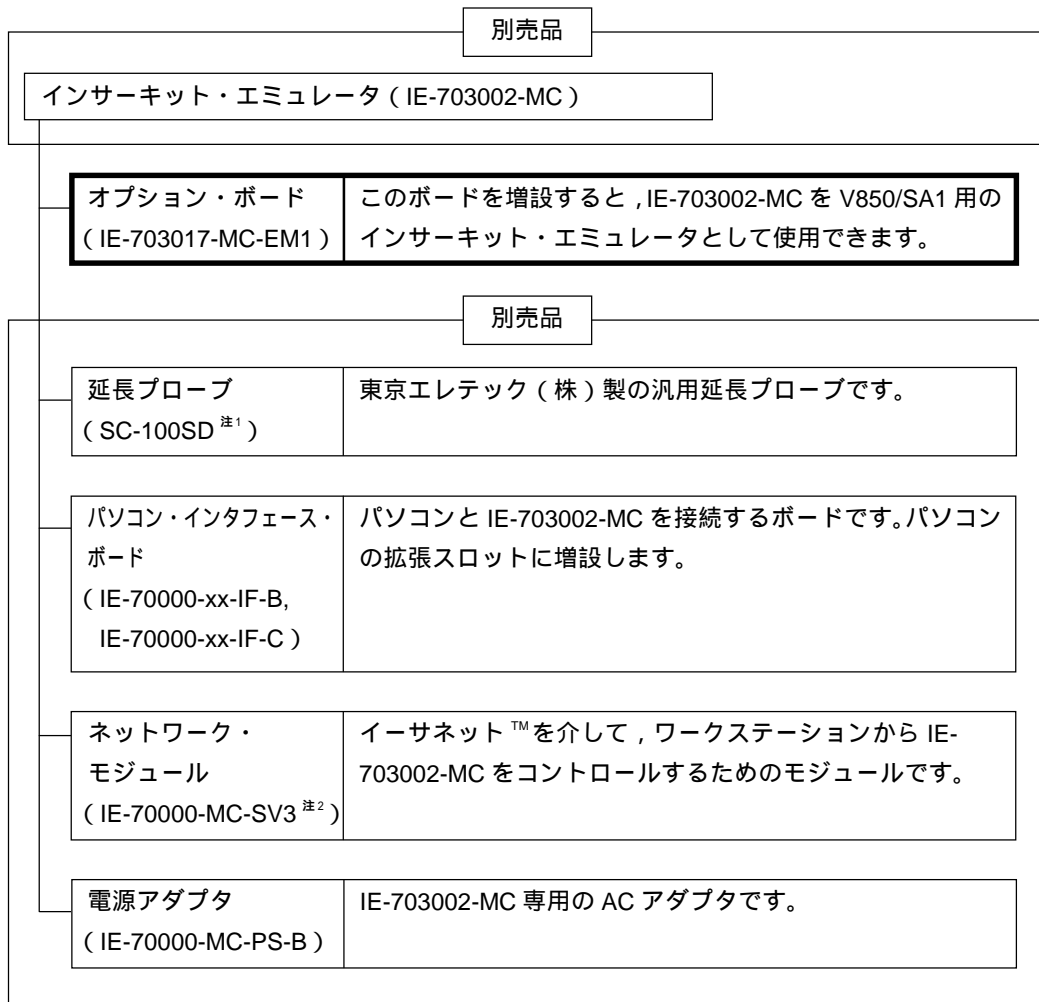 別売品
インサーキット・エミュレータ（IE-703002-MC）
オプション・ボード
（IE-703017-MC-EM1）
このボードを増設すると，IE-703002-MC を V850/SA1 用の
インサーキット・エミュレータとして使用できます。
別売品
延長プローブ
（SC-100SD 注1）
東京エレテック（株）製の汎用延長プローブです。
パソコン・インタフェース・
ボード
（IE-70000-xx-IF-B,
IE-70000-xx-IF-C）
パソコンと IE-703002-MC を接続するボードです。パソコン
の拡張スロットに増設します。
ネットワーク・
モジュール
（IE-70000-MC-SV3 注2）
イーサネット™を介して，ワークステーションから IE-
703002-MC をコントロールするためのモジュールです。
電源アダプタ
（IE-70000-MC-PS-B）
IE-703002-MC 専用の AC アダプタです。